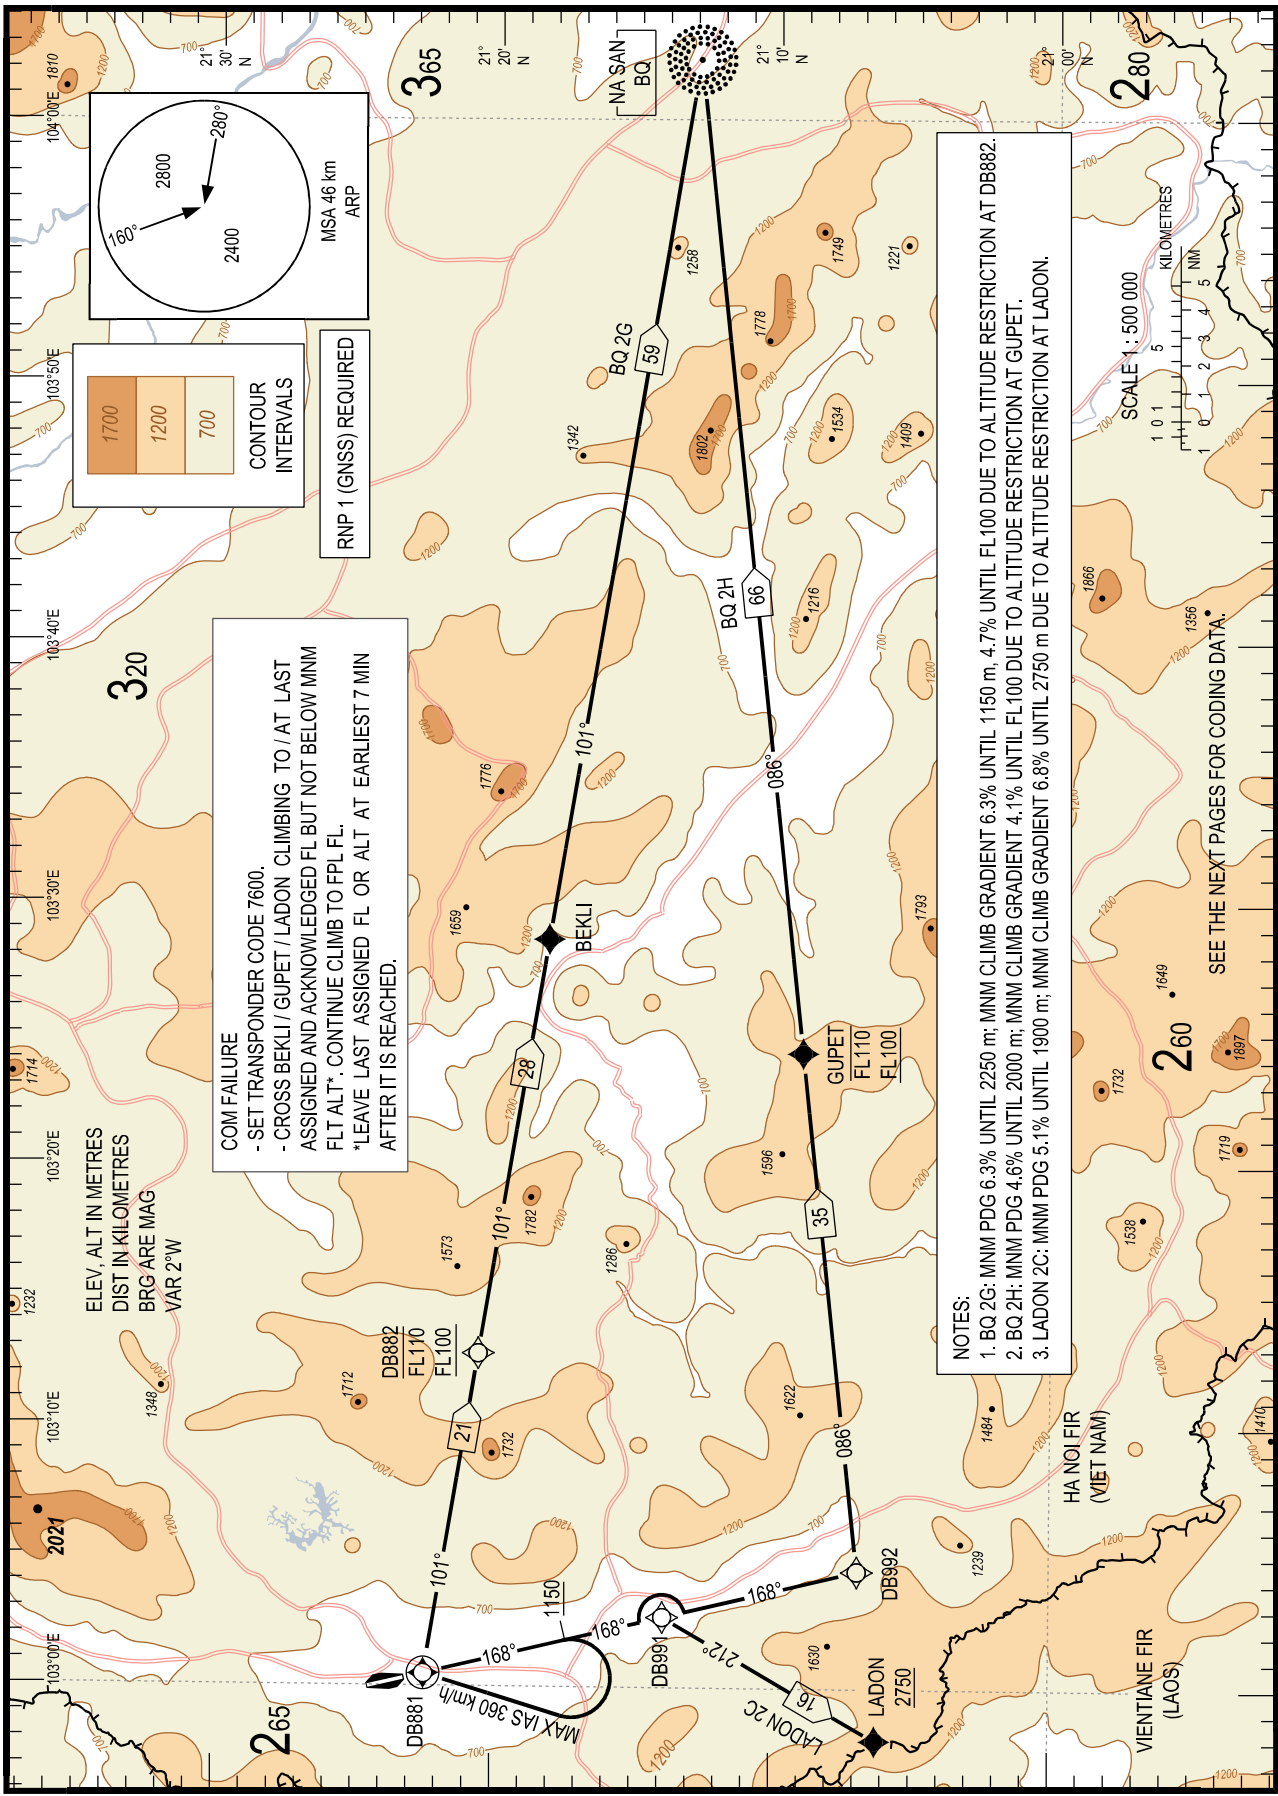 ELEV, ALT IN METRES
DIST IN KILOMETRES
BRG ARE MAG
VAR 2°W
COM FAILURE
- SET TRANSPONDER CODE 7600.
- CROSS BEKLI / GUPET / LADON CLIMBING TO / AT LAST
ASSIGNED AND ACKNOWLEDGED FL BUT NOT BELOW MNM
FLT ALT*. CONTINUE CLIMB TO FPL FL.
*LEAVE LAST ASSIGNED FL OR ALT AT EARLIEST 7 MIN
AFTER IT IS REACHED.
CONTOUR
INTERVALS
1700
1200
700
RNP 1 (GNSS) REQUIRED
160°
280°
2800
2400
MSA 46 km
ARP
103°00'E
103°10'E
103°20'E
103°30'E
103°40'E
103°50'E
104°00'E
21°
30'
N
21°
20'
N
21°
10'
N
21°
00'
N
265
320
365
260
280
2021
1348
1232
1714
1810
1712
1732
1573
1782
1286
1659
1776
1342
1258
1802
1778
1749
1221
1534
1409
1216
1596
1622
1630
1239
1484
1793
1866
1356
1649
1732
1897
1719
1538
1410
DB881
101°
21
DB882
FL110
FL100
101°
28
BEKLI
101°
BQ 2G
59
NA SAN
BQ
168°
MAX IAS 360 km/h
1150
168°
DB991
168°
DB992
212°
16
LADON 2C
LADON
2750
086°
35
GUPET
FL110
FL100
086°
BQ 2H
66
NOTES:
1. BQ 2G: MNM PDG 6.3% UNTIL 2250 m; MNM CLIMB GRADIENT 6.3% UNTIL 1150 m, 4.7% UNTIL FL100 DUE TO ALTITUDE RESTRICTION AT DB882.
2. BQ 2H: MNM PDG 4.6% UNTIL 2000 m; MNM CLIMB GRADIENT 4.1% UNTIL FL100 DUE TO ALTITUDE RESTRICTION AT GUPET.
3. LADON 2C: MNM PDG 5.1% UNTIL 1900 m; MNM CLIMB GRADIENT 6.8% UNTIL 2750 m DUE TO ALTITUDE RESTRICTION AT LADON.
HA NOI FIR
(VIET NAM)
VIENTIANE FIR
(LAOS)
SEE THE NEXT PAGES FOR CODING DATA.
SCALE 1 : 500 000
1 0 1 5
KILOMETRES
1 0 1 2 3 4 5
NM